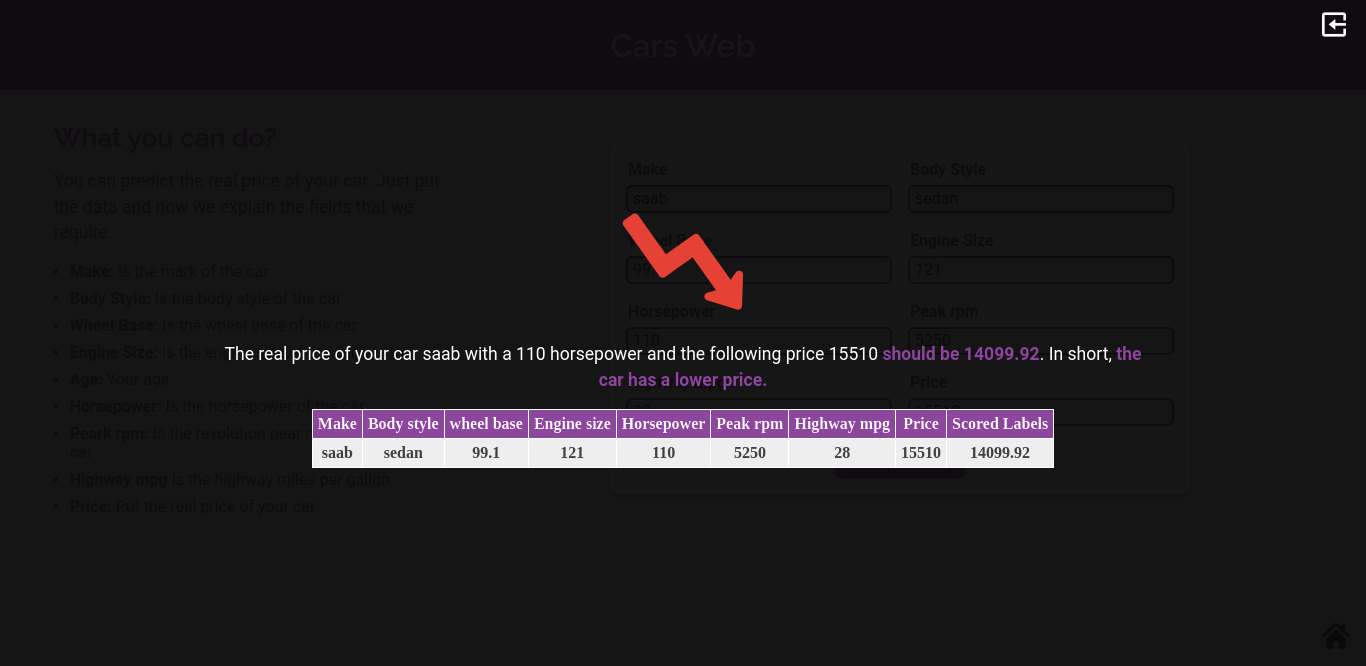 Cars Web
What you can do?
You can predict the real price of your car. Just put
the data and now we explain the fields that we
require.
Make: Is the mark of the car
Body Style: Is the body style of the car
Wheel Base: Is the wheel base of the car
Engine Size: Is the en
Age: Your age
Horsepower: Is the horsepower of the car
Peark rpm: Is the revolution pear
car
Highway mpg Is the highway miles per gallon
Price: Put the real price of your car
Make Body Style
saab sedan
Engine Size
121
Horsepower Peak rpm
110 5250
Price
The real price of your car saab with a 110 horsepower and the following price 15510 should be 14099.92. In short, the
car has a lower price.
Make Body style wheel base Engine size Horsepower Peak rpm Highway mpg Price Scored Labels
saab sedan 99.1 121 110 5250 28 15510 14099.92